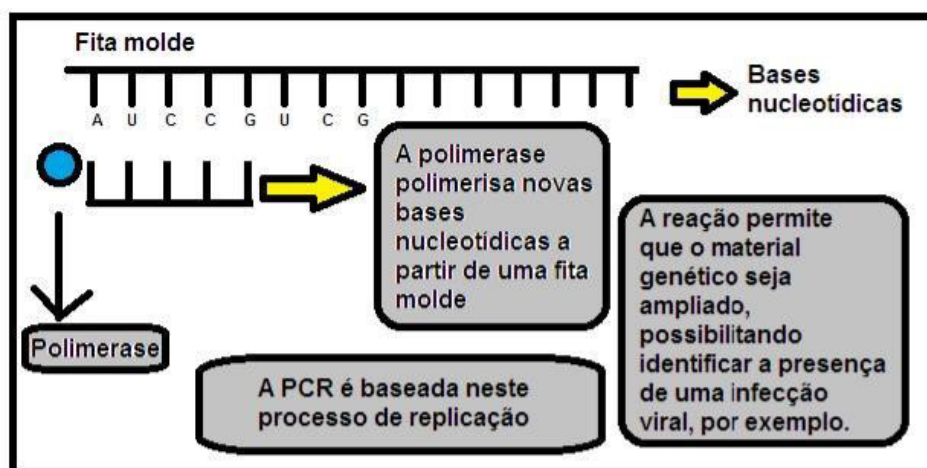 Fita molde
Bases
nucleotídicas
A U C C G U C G
A polimerase
polimerisa novas
bases
nucleotídicas a
partir de uma fita
molde
A reação permite
que o material
genético seja
ampliado,
possibilitando
identificar a presença
de uma infecção
viral, por exemplo.
Polimerase
A PCR é baseada neste
processo de replicação